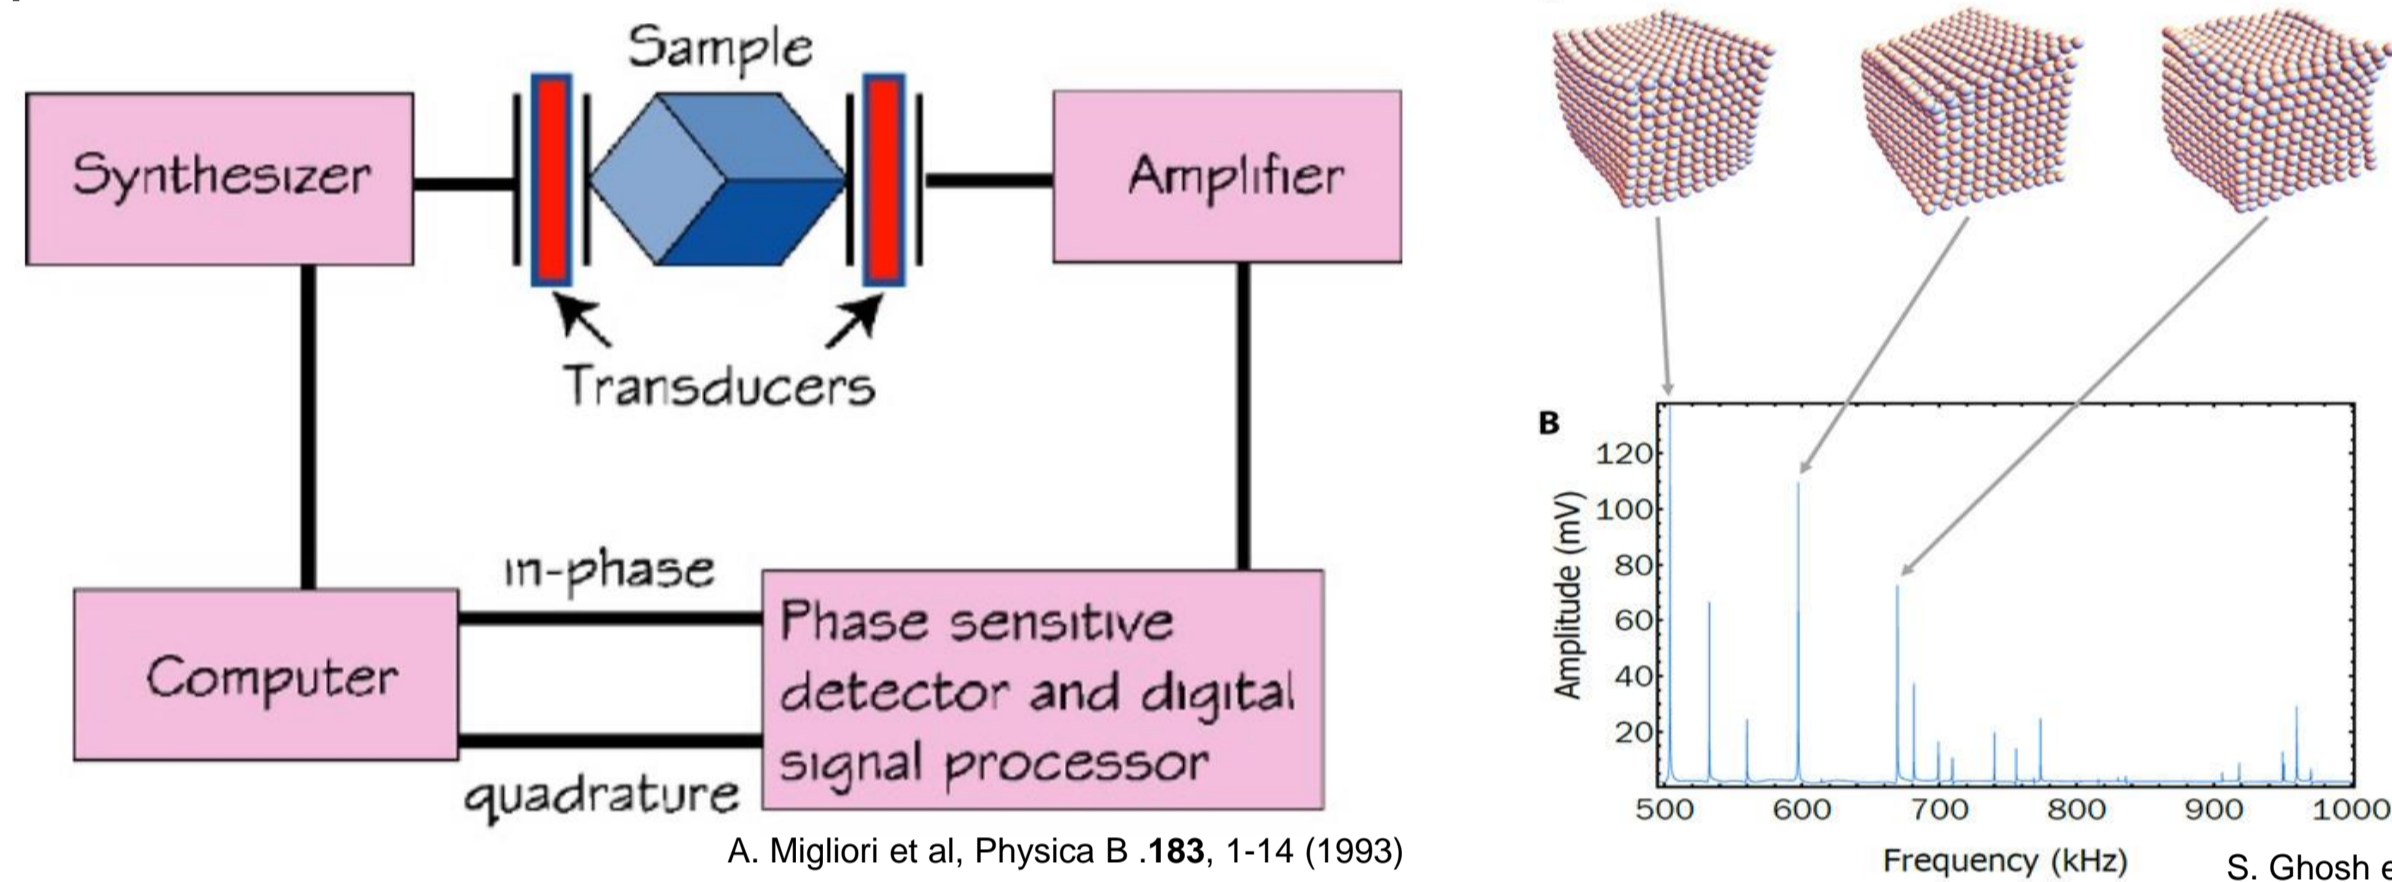 Sample
Synthesizer
Amplifier
Transducers
in-phase
Computer
Phase sensitive
detector and digital
signal processor
quadrature
A. Migliori et al, Physica B .183, 1-14 (1993)
B
Amplitude (mV)
120
100
80
60
40
20
500 600 700 800 900 1000
Frequency (kHz)
S. Ghosh e